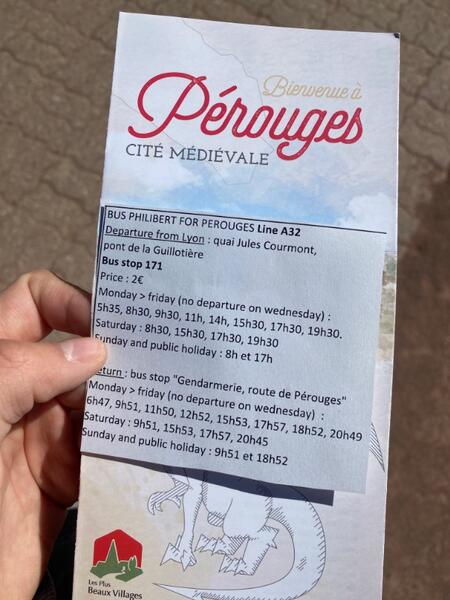 Bienvenue à
Pérouges
CITÉ MÉDIÉVALE
BUS PHILIBERT FOR PEROUGES Line A32
Departure from Lyon : quai Jules Courmont,
pont de la Guillotière
Bus stop 171
Price : 2€
Monday > friday (no departure on wednesday) :
5h35, 8h30, 9h30, 11h, 14h, 15h30, 17h30, 19h30.
Saturday : 8h30, 15h30, 17h30, 19h30
Sunday and public holiday : 8h et 17h
eturn : bus stop "Gendarmerie, route de Pérouges"
Monday > friday (no departure on wednesday) :
6h47, 9h51, 11h50, 12h52, 15h53, 17h57, 18h52, 20h49
Saturday : 9h51, 15h53, 17h57, 20h45
Sunday and public holiday : 9h51 et 18h52
Les Plus
Beaux Villages